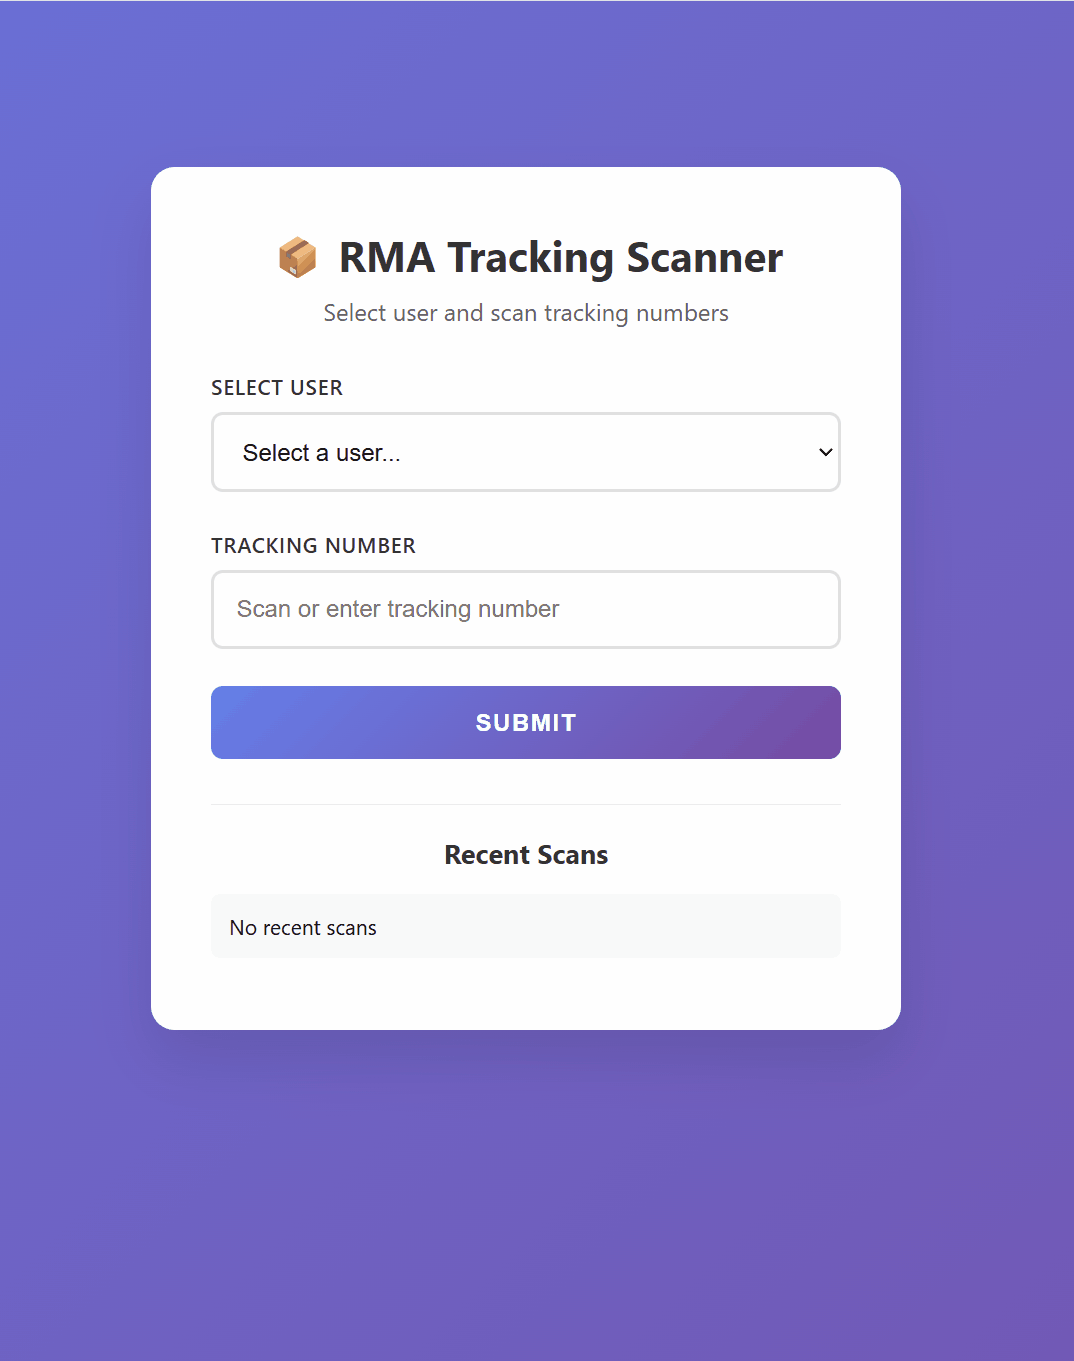 RMA Tracking Scanner
Select user and scan tracking numbers
SELECT USER
Select a user...
TRACKING NUMBER
Scan or enter tracking number
SUBMIT
Recent Scans
No recent scans